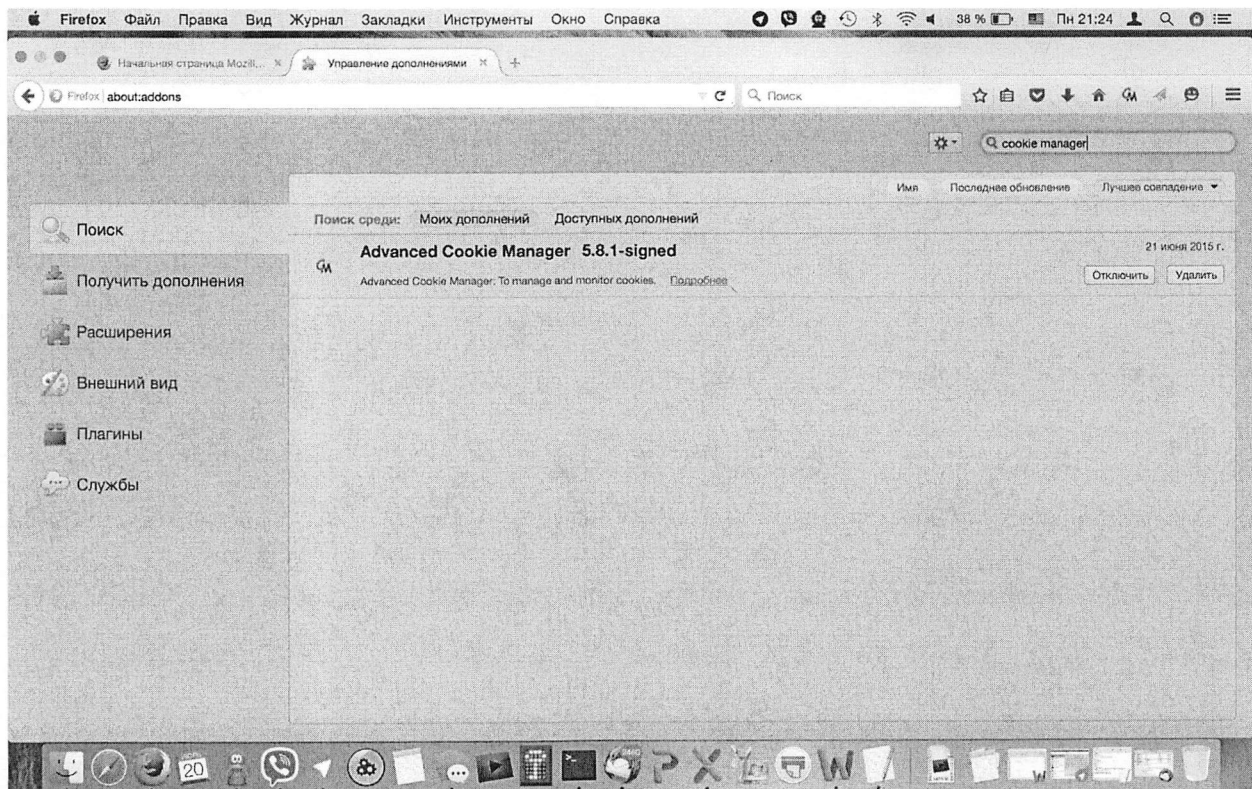 Firefox Файл Правка Вид Журнал Закладки Инструменты Окно Справка 38 % Пн 21:24
Начальная страница Mozill... Управление дополнениями
Firefox about:addons Поиск
cookie manager
Имя Последнее обновление Лучшее совпадение
Поиск среди: Моих дополнений Доступных дополнений
Поиск
Advanced Cookie Manager 5.8.1-signed 21 июня 2015 г.
Advanced Cookie Manager: To manage and monitor cookies. Подробнее Отключить Удалить
Получить дополнения
Расширения
Внешний вид
Плагины
Службы
20